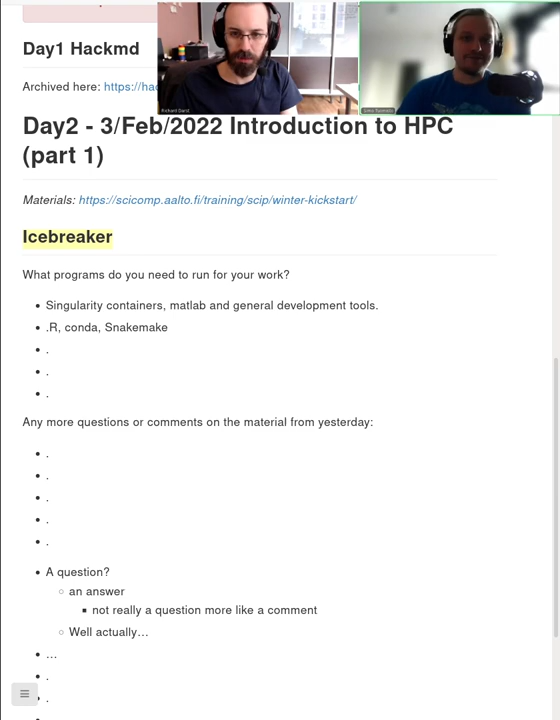 Day1 Hackmd
Archived here: https://hac
Richard Darst
Day2 - 3/Feb/2022 Introduction to HPC
(part 1)
Materials: https://scicomp.aalto.fi/training/scip/winter-kickstart/
Icebreaker
What programs do you need to run for your work?
• Singularity containers, matlab and general development tools.
• .R, conda, Snakemake
• .
• .
• .
Any more questions or comments on the material from yesterday:
• .
• .
• .
• .
• .
• A question?
◦ an answer
▪ not really a question more like a comment
◦ Well actually…
• …
• .
• .